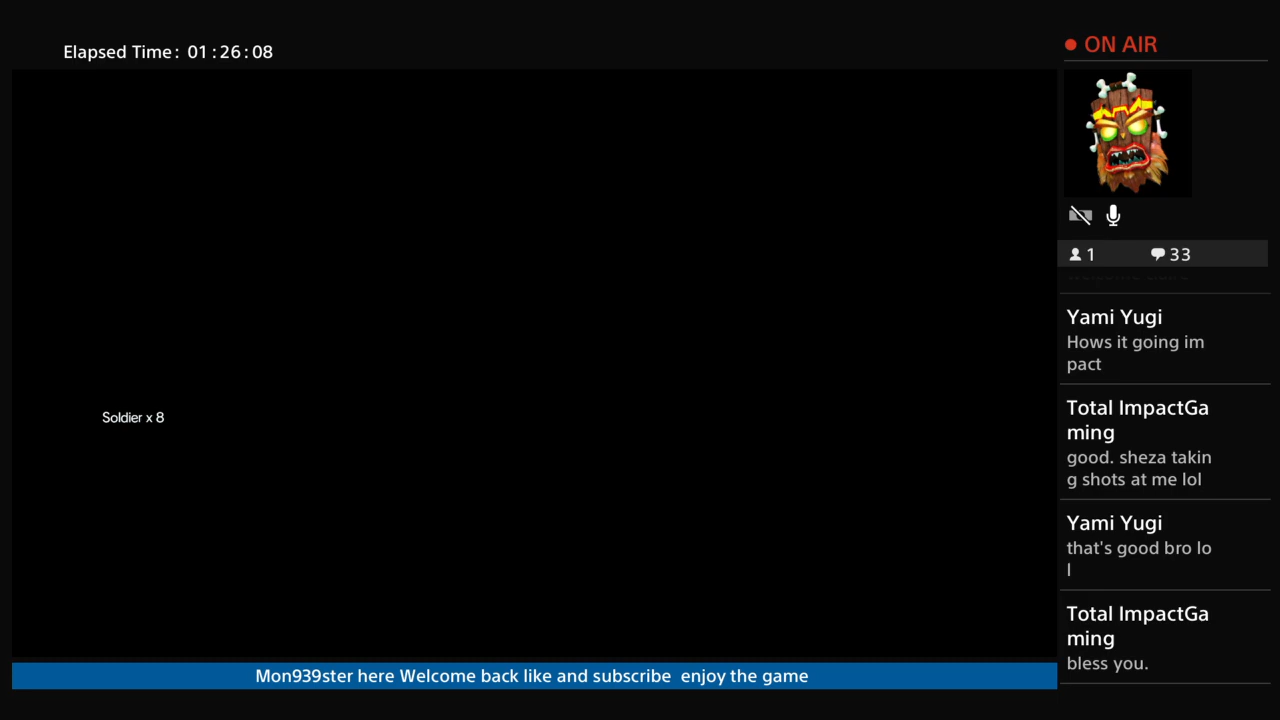 Elapsed Time: 01:26:08
ON AIR
1
33
Yami Yugi
Hows it going im
pact
Total ImpactGa
ming
good. sheza takin
g shots at me lol
Yami Yugi
that's good bro lo
l
Total ImpactGa
ming
bless you.
Soldier x 8
Mon939ster here Welcome back like and subscribe  enjoy the game